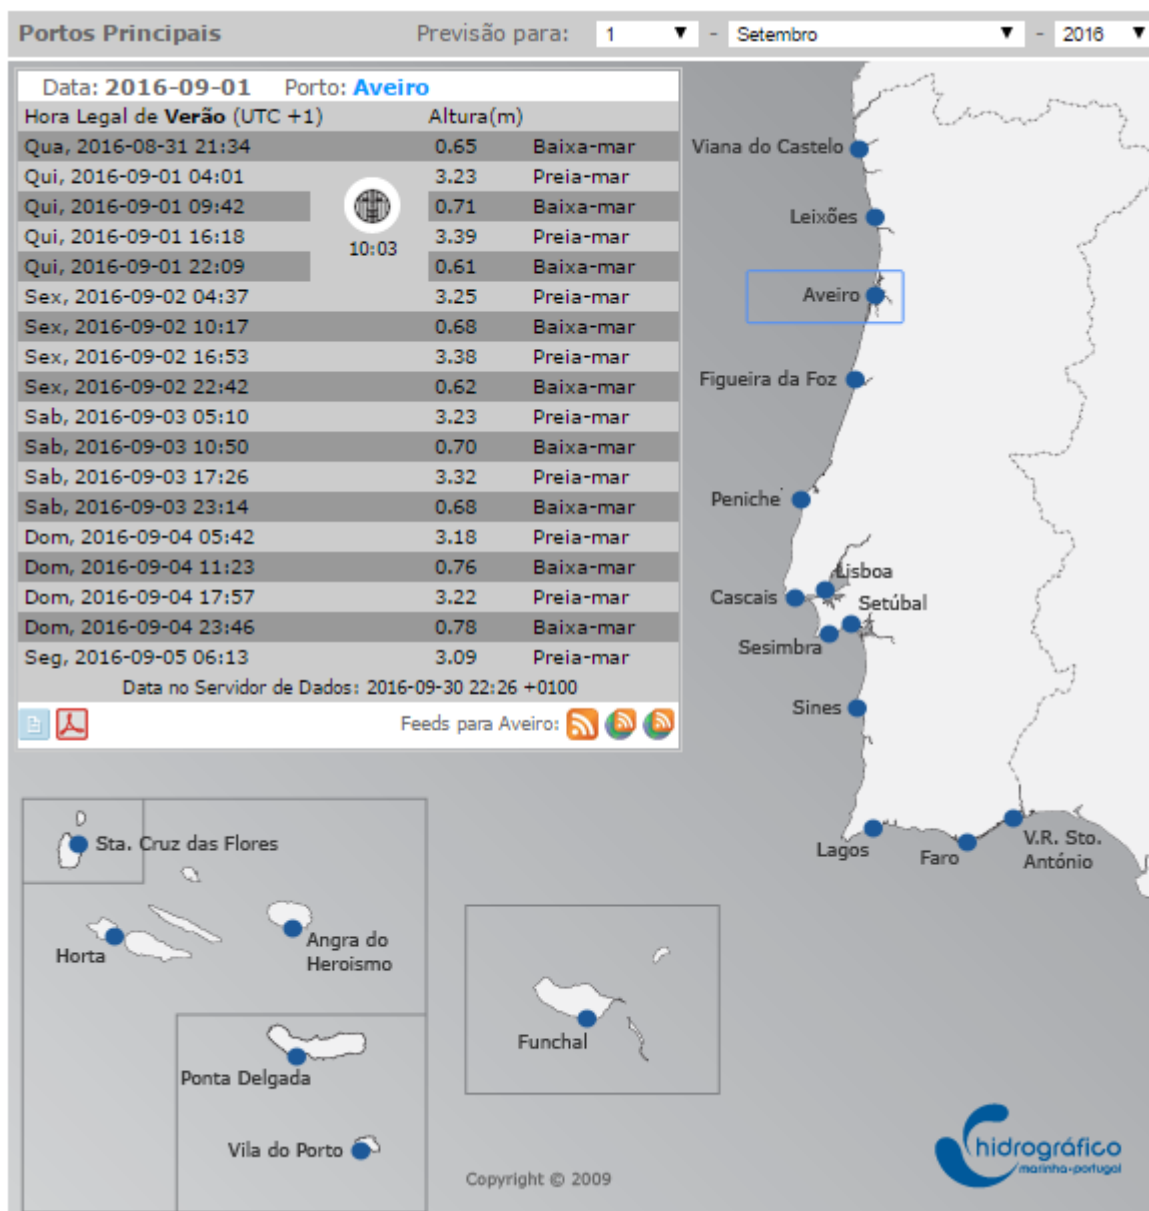 Portos Principais Previsão para: 1 - Setembro - 2016
Data: 2016-09-01 Porto: Aveiro
Hora Legal de Verão (UTC +1) Altura(m)
Qua, 2016-08-31 21:34 0.65 Baixa-mar
Qui, 2016-09-01 04:01 3.23 Preia-mar
Qui, 2016-09-01 09:42 0.71 Baixa-mar
Qui, 2016-09-01 16:18 3.39 Preia-mar
10:03
Qui, 2016-09-01 22:09 0.61 Baixa-mar
Sex, 2016-09-02 04:37 3.25 Preia-mar
Sex, 2016-09-02 10:17 0.68 Baixa-mar
Sex, 2016-09-02 16:53 3.38 Preia-mar
Sex, 2016-09-02 22:42 0.62 Baixa-mar
Sab, 2016-09-03 05:10 3.23 Preia-mar
Sab, 2016-09-03 10:50 0.70 Baixa-mar
Sab, 2016-09-03 17:26 3.32 Preia-mar
Sab, 2016-09-03 23:14 0.68 Baixa-mar
Dom, 2016-09-04 05:42 3.18 Preia-mar
Dom, 2016-09-04 11:23 0.76 Baixa-mar
Dom, 2016-09-04 17:57 3.22 Preia-mar
Dom, 2016-09-04 23:46 0.78 Baixa-mar
Seg, 2016-09-05 06:13 3.09 Preia-mar
Data no Servidor de Dados: 2016-09-30 22:26 +0100
Feeds para Aveiro:
Viana do Castelo
Leixões
Aveiro
Figueira da Foz
Peniche
Lisboa
Cascais
Setúbal
Sesimbra
Sines
Lagos
Faro
V.R. Sto.
António
Sta. Cruz das Flores
Horta
Angra do
Heroismo
Ponta Delgada
Vila do Porto
Funchal
Copyright © 2009
hidrográfico
marinha-portugal